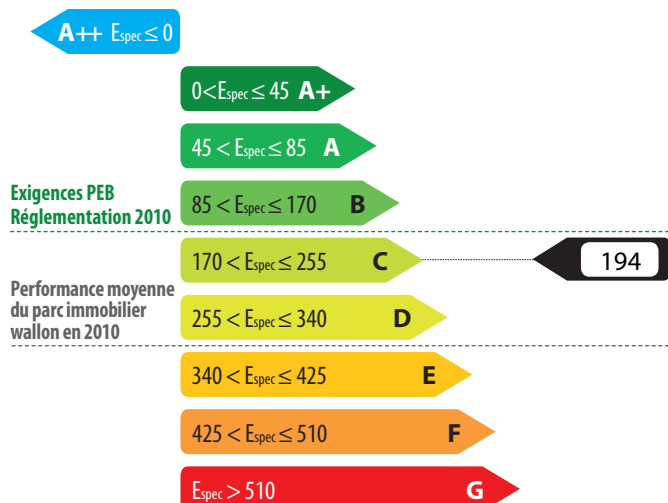 A++ Espec ≤ 0
0<Espec ≤ 45 A+
45 < Espec ≤ 85 A
Exigences PEB
Réglementation 2010
85 < Espec ≤ 170 B
170 < Espec ≤ 255 C
194
Performance moyenne
du parc immobilier
wallon en 2010
255 < Espec ≤ 340 D
340 < Espec ≤ 425 E
425 < Espec ≤ 510 F
Espec > 510 G